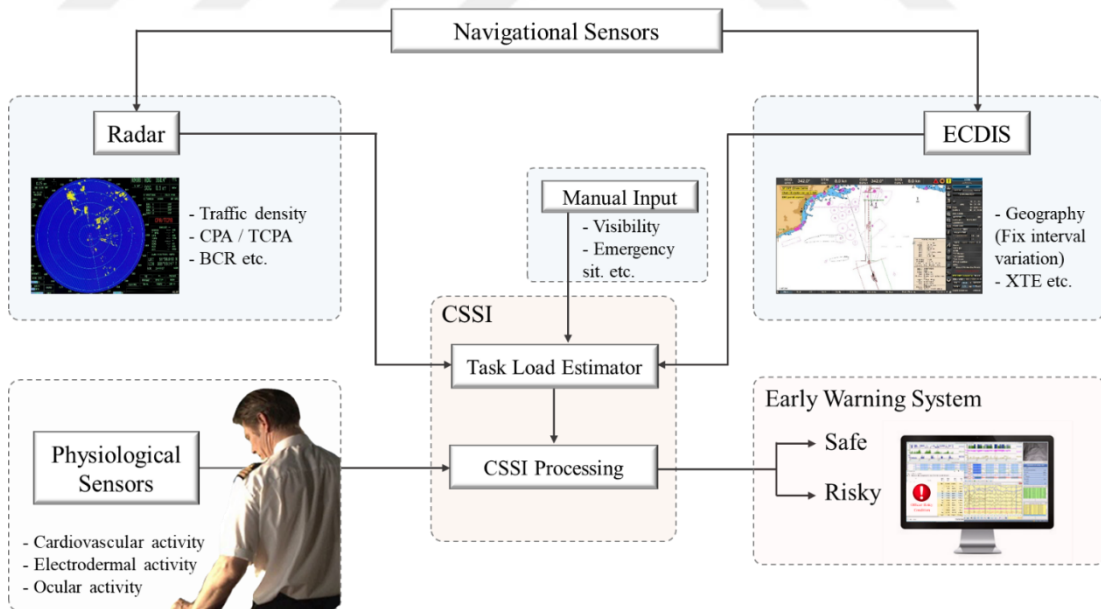 Navigational Sensors
Radar
ECDIS
- Traffic density
- CPA / TCPA
- BCR etc.
Manual Input
- Visibility
- Emergency
sit. etc.
- Geography
(Fix interval
variation)
- XTE etc.
CSSI
Task Load Estimator
CSSI Processing
Physiological
Sensors
- Cardiovascular activity
- Electrodermal activity
- Ocular activity
Early Warning System
Safe
Risky